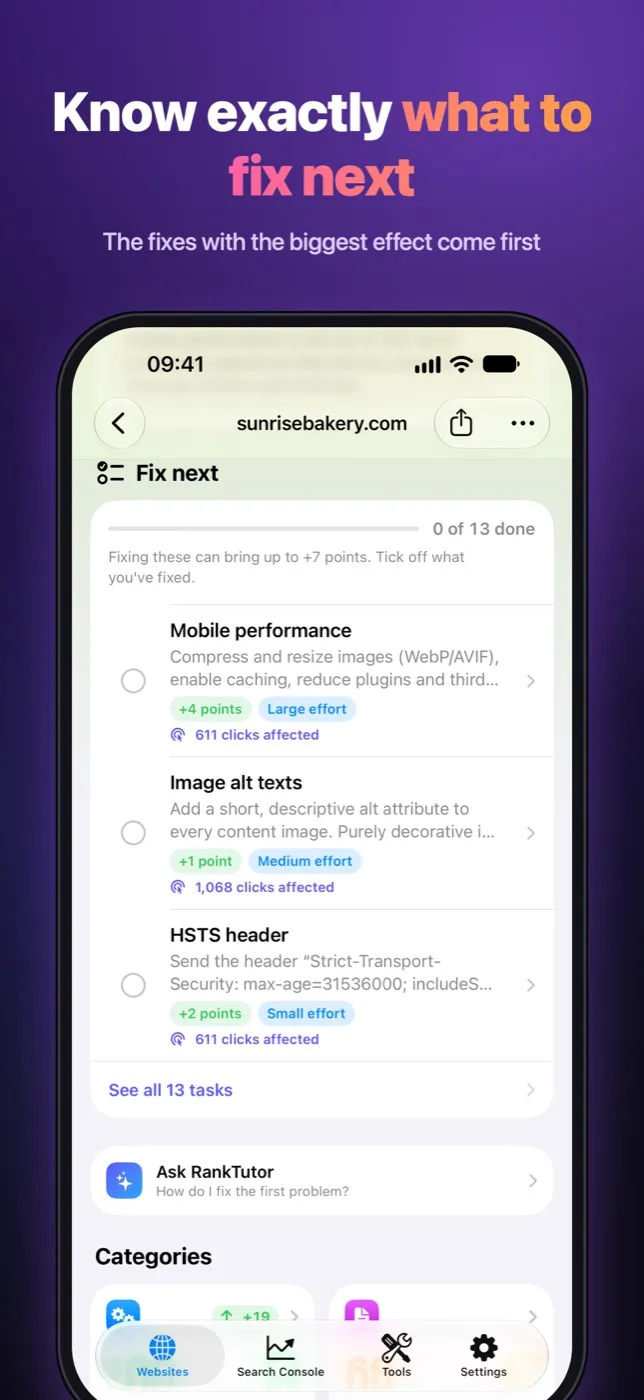 Know exactly what to
fix next
The fixes with the biggest effect come first
09:41
sunrisebakery.com
Fix next
0 of 13 done
Fixing these can bring up to +7 points. Tick off what
you've fixed.
Mobile performance
Compress and resize images (WebP/AVIF),
enable caching, reduce plugins and third...
+4 points Large effort
611 clicks affected
Image alt texts
Add a short, descriptive alt attribute to
every content image. Purely decorative i...
+1 point Medium effort
1,068 clicks affected
HSTS header
Send the header “Strict-Transport-
Security: max-age=31536000; includeS...
+2 points Small effort
611 clicks affected
See all 13 tasks
Ask RankTutor
How do I fix the first problem?
Categories
+19
Websites Search Console Tools Settings